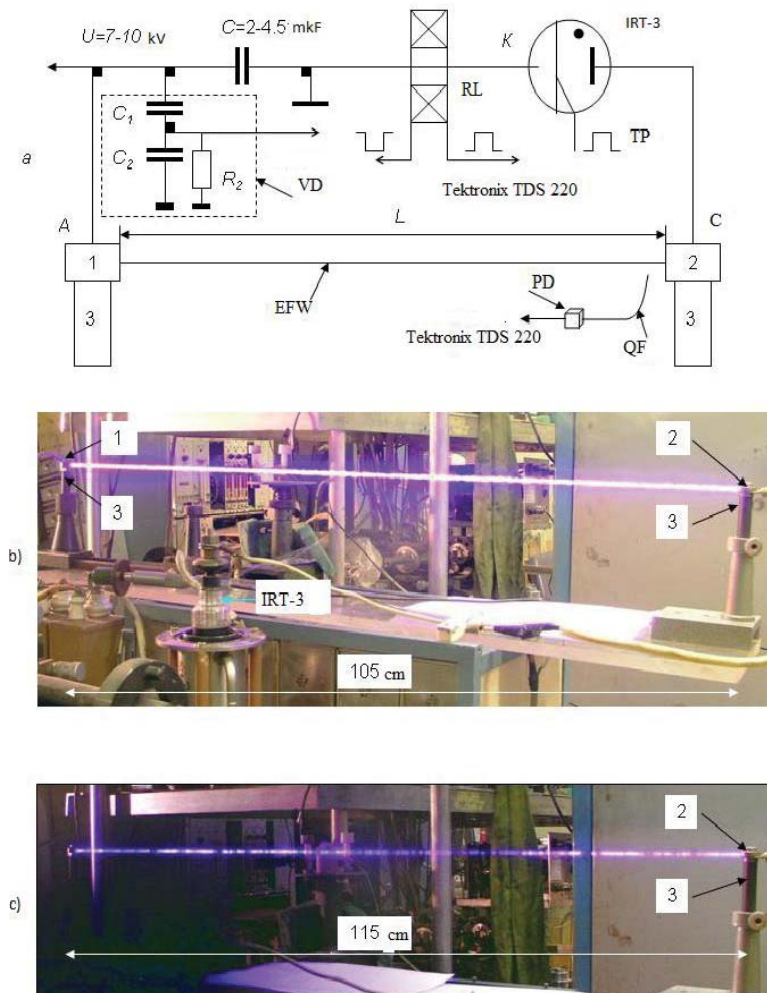 U=7-10 kV
C=2-4.5 mkF
K
IRT-3
RL
TP
C1
C2
R2
VD
Tektronix TDS 220
a
A
L
C
1
2
EFW
3
3
PD
Tektronix TDS 220
QF
b)
1
2
3
3
IRT-3
105 cm
c)
2
3
115 cm